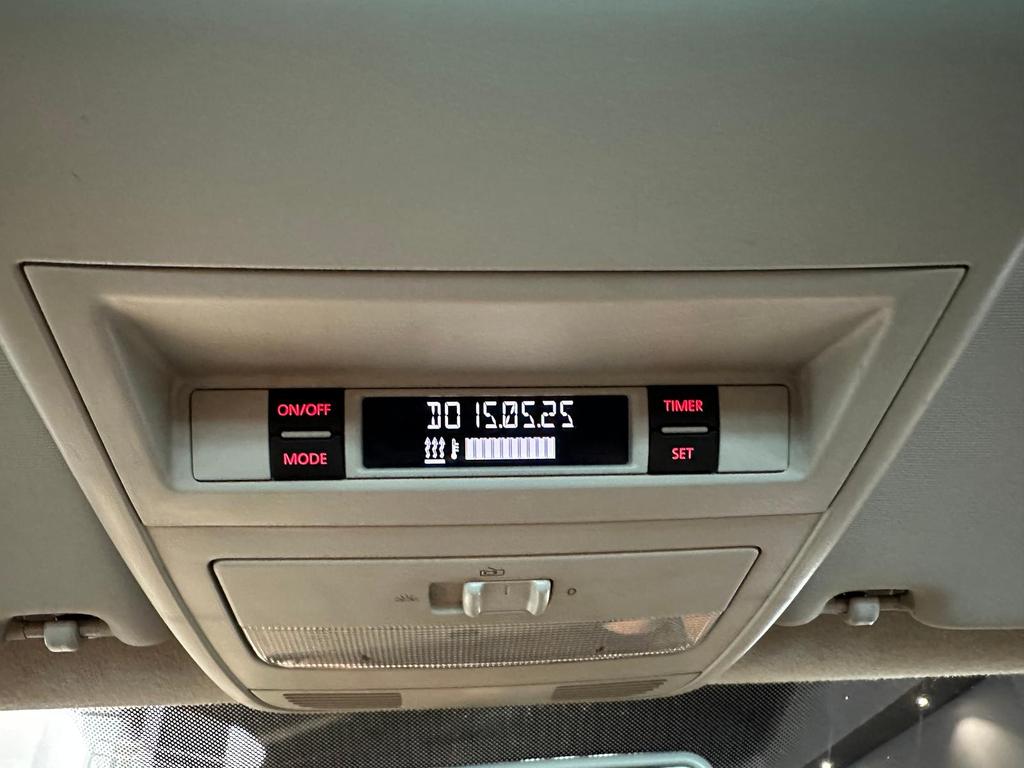 ON/OFF
MODE
DO 15.05.25
TIMER
SET
O